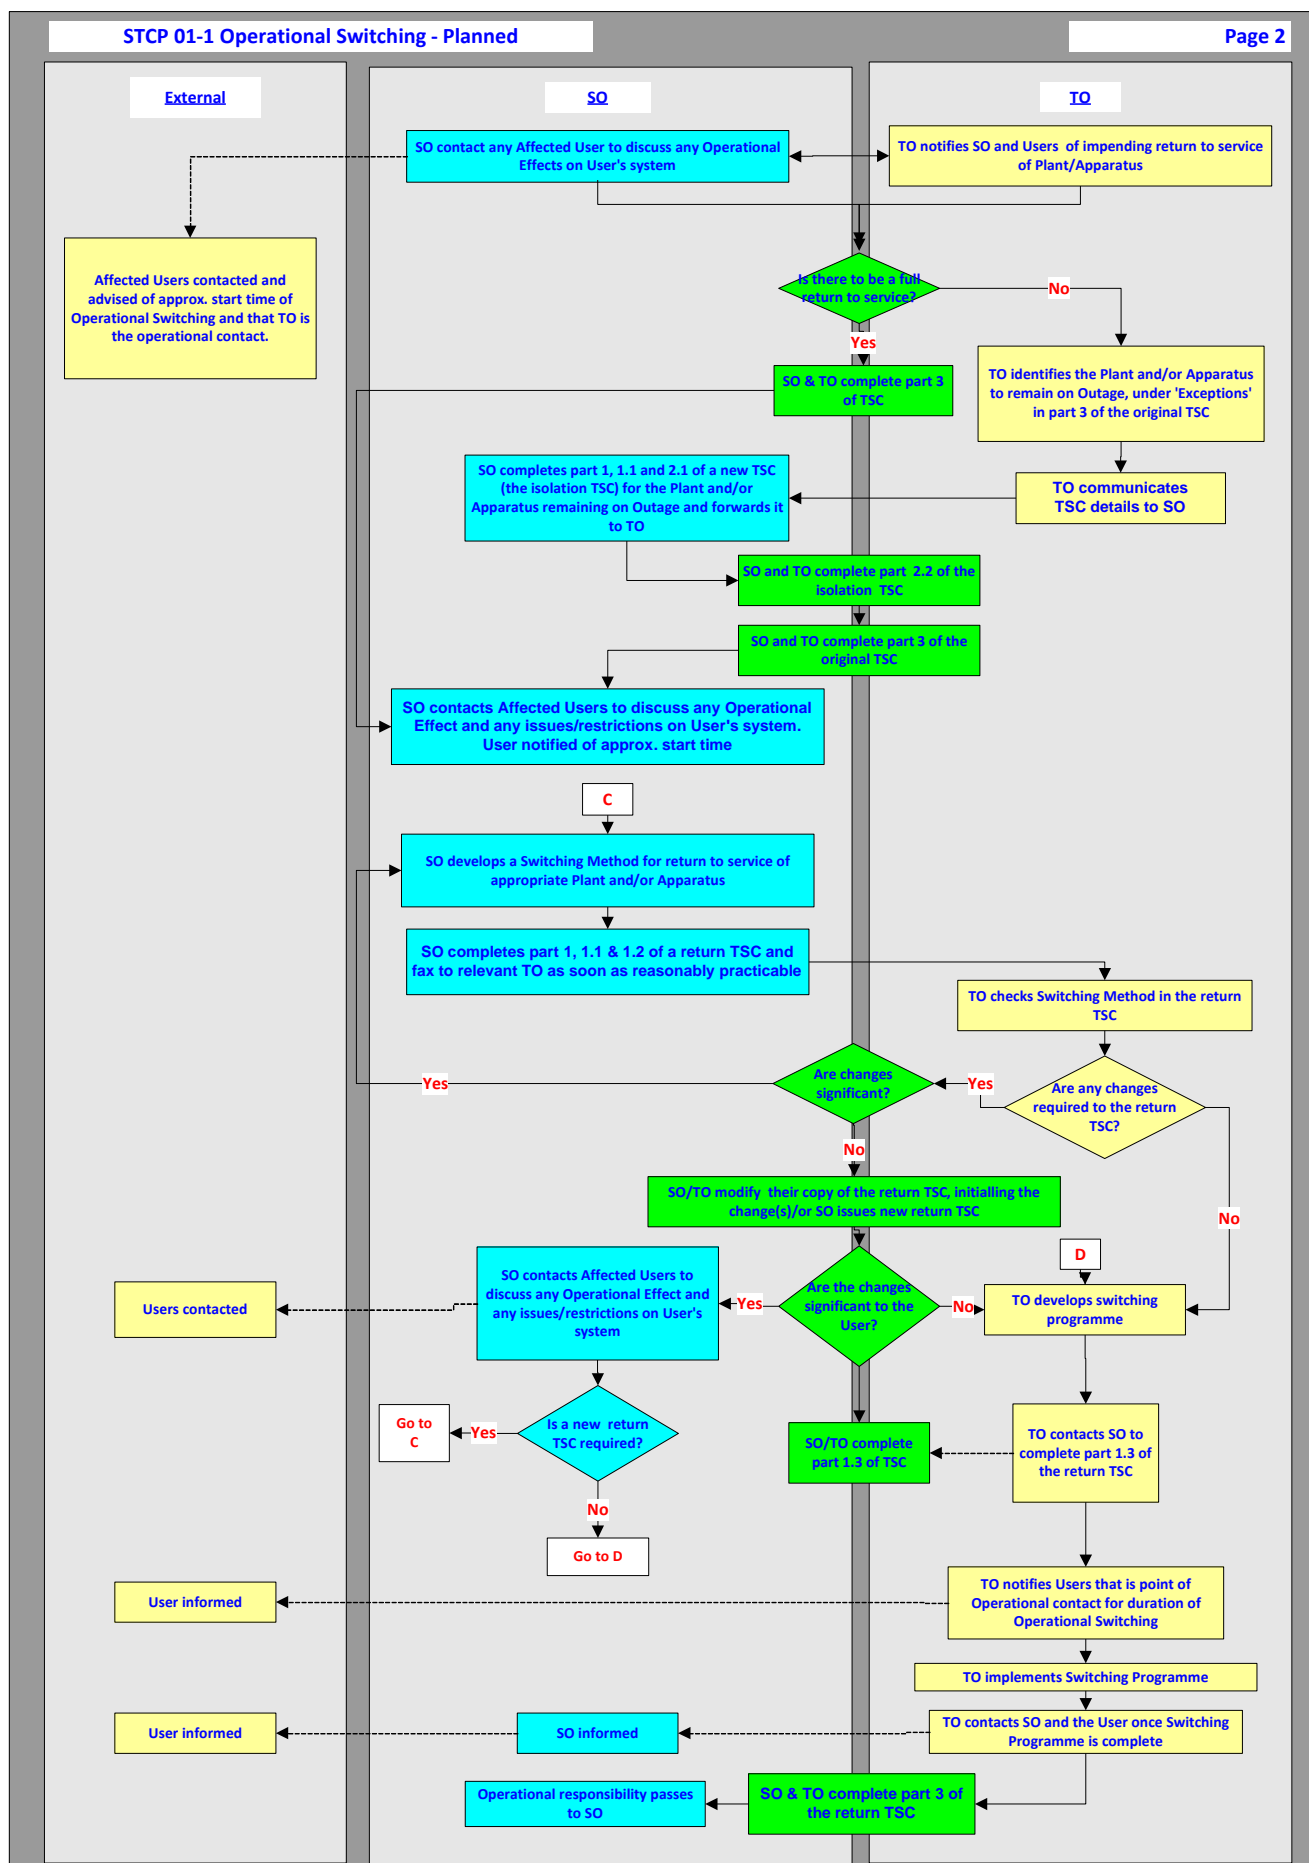 STCP 01-1 Operational Switching - Planned
Page 2
External
SO
TO
SO contact any Affected User to discuss any Operational
Effects on User's system
TO notifies SO and Users  of impending return to service
of Plant/Apparatus
Affected Users contacted and
advised of approx. start time of
Operational Switching and that TO is
the operational contact.
Is there to be a full
return to service?
No
Yes
SO & TO complete part 3
of TSC
TO identifies the Plant and/or Apparatus
to remain on Outage, under 'Exceptions'
in part 3 of the original TSC
SO completes part 1, 1.1 and 2.1 of a new TSC
(the isolation TSC) for the Plant and/or
Apparatus remaining on Outage and forwards it
to TO
TO communicates
TSC details to SO
SO and TO complete part  2.2 of the
isolation  TSC
SO and TO complete part 3 of the
original TSC
SO contacts Affected Users to discuss any Operational
Effect and any issues/restrictions on User's system.
User notified of approx. start time
C
SO develops a Switching Method for return to service of
appropriate Plant and/or Apparatus
SO completes part 1, 1.1 & 1.2 of a return TSC and
fax to relevant TO as soon as reasonably practicable
TO checks Switching Method in the return
TSC
Are changes
significant?
Yes
Yes
Are any changes
required to the return
TSC?
No
SO/TO modify  their copy of the return TSC, initialling the
change(s)/or SO issues new return TSC
No
D
Users contacted
SO contacts Affected Users to
discuss any Operational Effect and
any issues/restrictions on User's
system
Yes
Are the changes
significant to the
User?
No
TO develops switching
programme
Go to
C
Yes
Is a new  return
TSC required?
SO/TO complete
part 1.3 of TSC
TO contacts SO to
complete part 1.3 of
the return TSC
No
Go to D
User informed
TO notifies Users that is point of
Operational contact for duration of
Operational Switching
TO implements Switching Programme
User informed
SO informed
TO contacts SO and the User once Switching
Programme is complete
Operational responsibility passes
to SO
SO & TO complete part 3 of
the return TSC